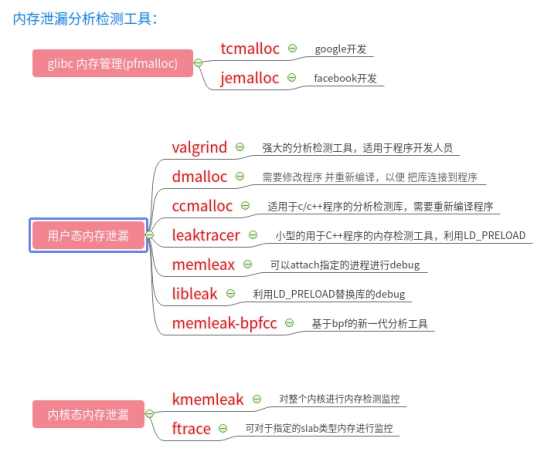 内存泄漏分析检测工具：
glibc 内存管理(pfmalloc)
tcmalloc
google开发
jemalloc
facebook开发
用户态内存泄漏
valgrind
强大的分析检测工具，适用于程序开发人员
dmalloc
需要修改程序 并重新编译，以便 把库连接到程序
ccmalloc
适用于c/c++程序的分析检测库，需要重新编译程序
leaktracer
小型的用于C++程序的内存检测工具，利用LD_PRELOAD
memleax
可以attach指定的进程进行debug
libleak
利用LD_PRELOAD替换库的debug
memleak-bpfcc
基于bpf的新一代分析工具
内核态内存泄漏
kmemleak
对整个内核进行内存检测监控
ftrace
可对于指定的slab类型内存进行监控